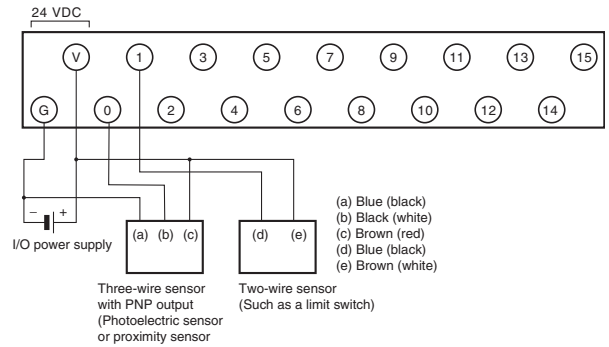 24 VDC
V 1 3 5 7 9 11 13 15
G 0 2 4 6 8 10 12 14
− +
I/O power supply
(a) (b) (c)
(d) (e)
(a) Blue (black)
(b) Black (white)
(c) Brown (red)
(d) Blue (black)
(e) Brown (white)
Three-wire sensor
with PNP output
(Photoelectric sensor
or proximity sensor
Two-wire sensor
(Such as a limit switch)